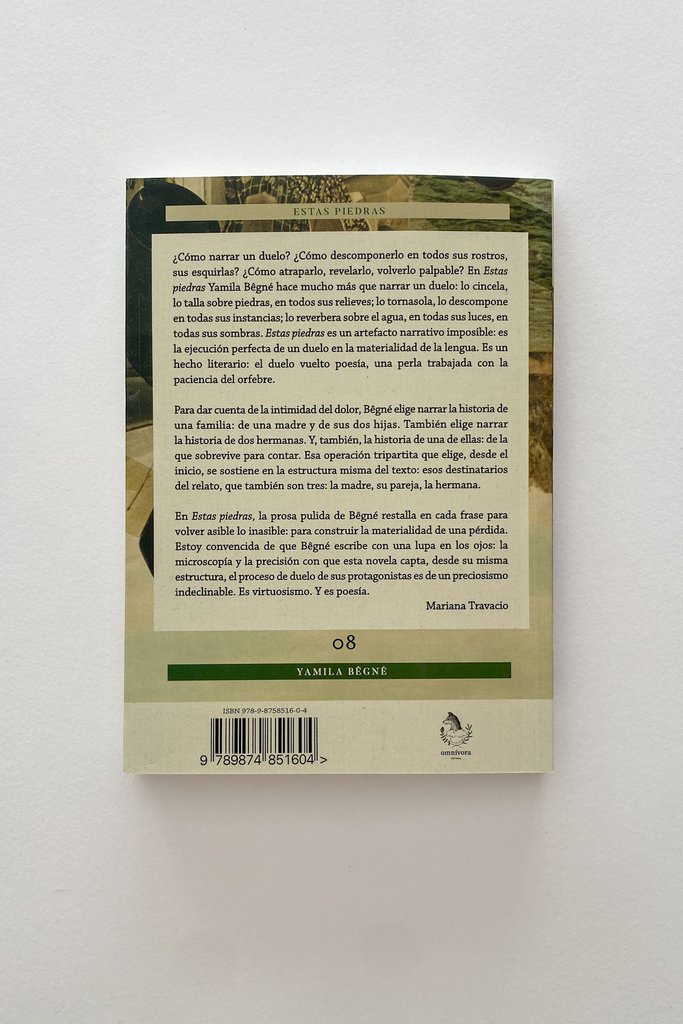 ESTAS PIEDRAS
¿Cómo narrar un duelo? ¿Cómo descomponerlo en todos sus rostros,
sus esquirlas? ¿Cómo atraparlo, revelarlo, volverlo palpable? En Estas
piedras Yamila Bêgné hace mucho más que narrar un duelo: lo cincela,
lo talla sobre piedras, en todos sus relieves; lo tornasola, lo descompone
en todas sus instancias; lo reverbera sobre el agua, en todas sus luces, en
todas sus sombras. Estas piedras es un artefacto narrativo imposible: es
la ejecución perfecta de un duelo en la materialidad de la lengua. Es un
hecho literario: el duelo vuelto poesía, una perla trabajada con la
paciencia del orfebre.
Para dar cuenta de la intimidad del dolor, Bêgné elige narrar la historia de
una familia: de una madre y de sus dos hijas. También elige narrar
la historia de dos hermanas. Y, también, la historia de una de ellas: de la
que sobrevive para contar. Esa operación tripartita que elige, desde el
inicio, se sostiene en la estructura misma del texto: esos destinatarios
del relato, que también son tres: la madre, su pareja, la hermana.
En Estas piedras, la prosa pulida de Bêgné restalla en cada frase para
volver asible lo inasible: para construir la materialidad de una pérdida.
Estoy convencida de que Bêgné escribe con una lupa en los ojos: la
microscopía y la precisión con que esta novela capta, desde su misma
estructura, el proceso de duelo de sus protagonistas es de un preciosismo
indeclinable. Es virtuosismo. Y es poesía.
Mariana Travacio
08
YAMILA BÊGNÉ
ISBN 978-9-8758516-0-4
9 789874 851604 >
omnívora